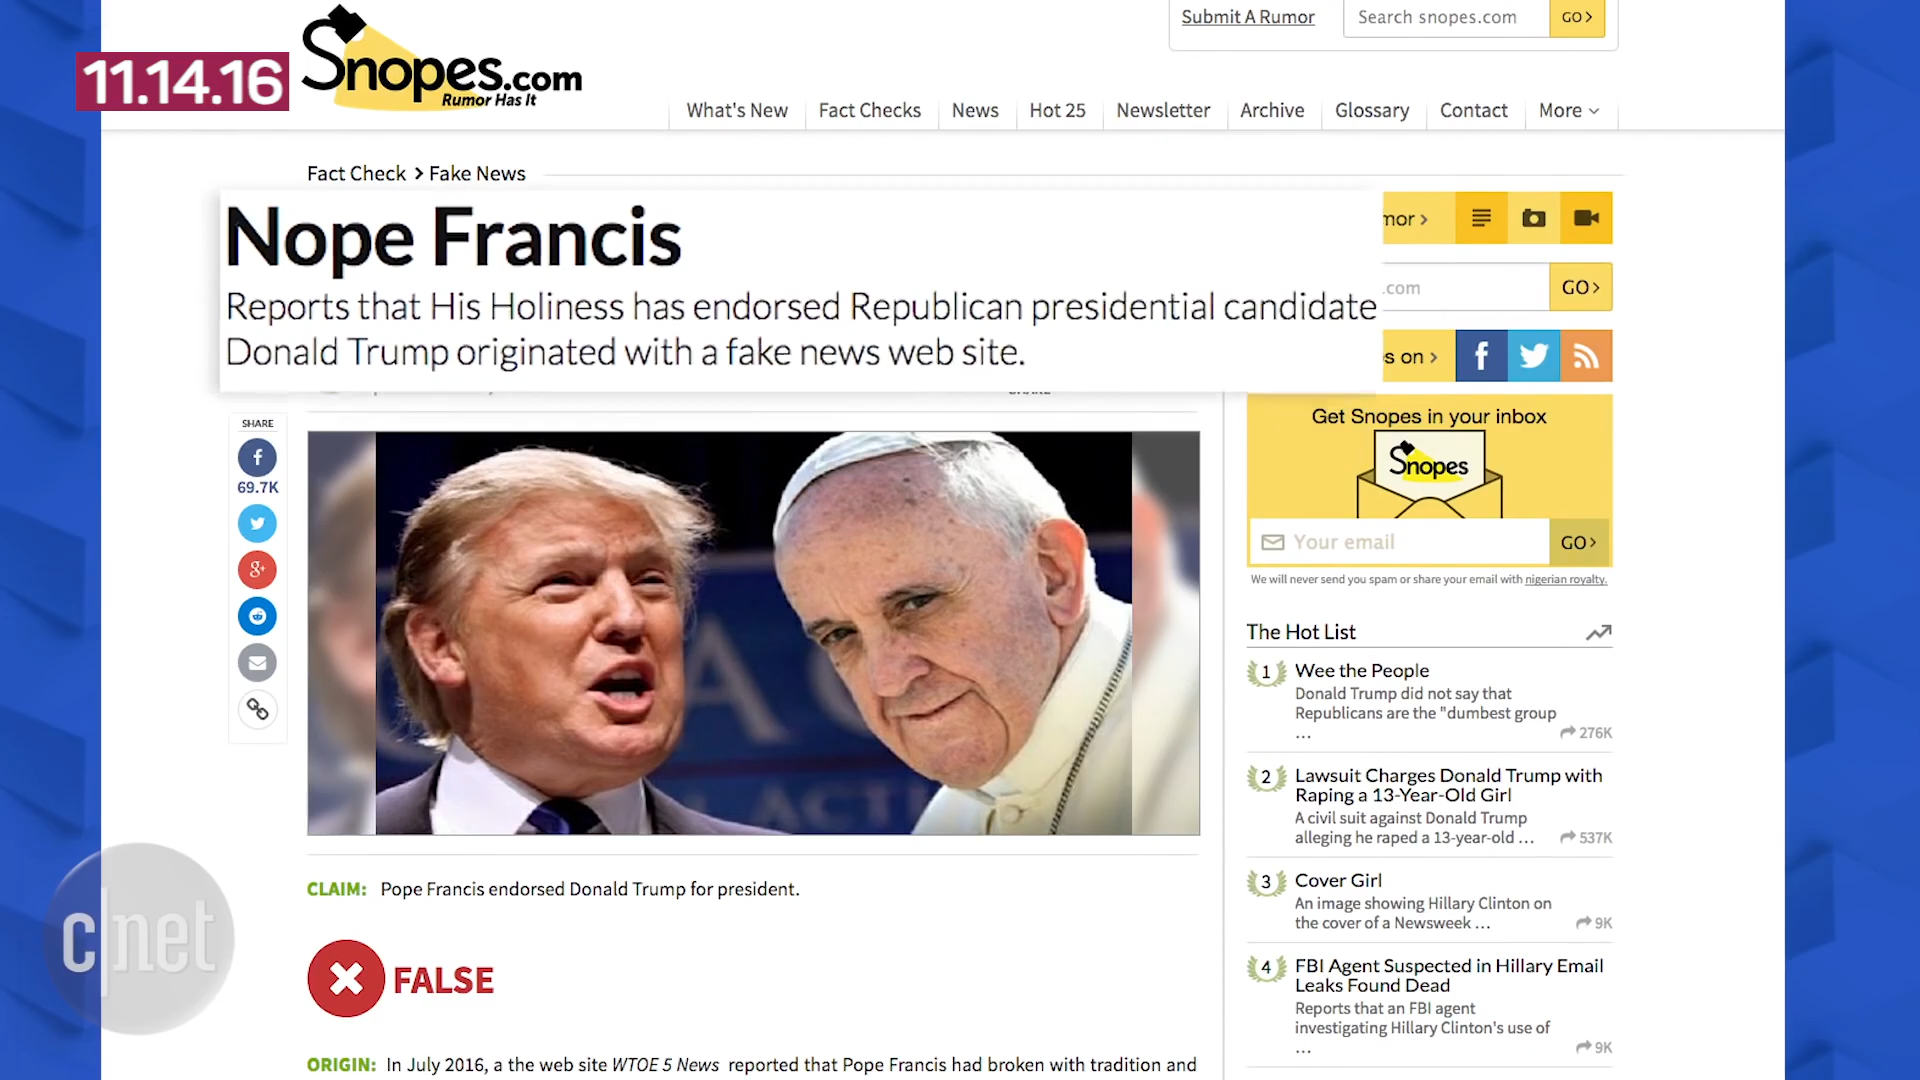 Submit A Rumor
Search snopes.com
GO >
11.14.16
Snopes.com
Rumor Has It
What's New
Fact Checks
News
Hot 25
Newsletter
Archive
Glossary
Contact
More
Fact Check > Fake News
Nope Francis
Reports that His Holiness has endorsed Republican presidential candidate
Donald Trump originated with a fake news web site.
mor >
.com
GO >
s on >
SHARE
69.7K
Get Snopes in your inbox
Snopes
Your email
GO >
We will never send you spam or share your email with nigerian royalty.
The Hot List
1 Wee the People
Donald Trump did not say that
Republicans are the "dumbest group
...
276K
2 Lawsuit Charges Donald Trump with
Raping a 13-Year-Old Girl
A civil suit against Donald Trump
alleging he raped a 13-year-old ...
537K
3 Cover Girl
An image showing Hillary Clinton on
the cover of a Newsweek ...
9K
4 FBI Agent Suspected in Hillary Email
Leaks Found Dead
Reports that an FBI agent
investigating Hillary Clinton's use of
...
9K
CLAIM: Pope Francis endorsed Donald Trump for president.
FALSE
ORIGIN: In July 2016, a the web site WTOE 5 News reported that Pope Francis had broken with tradition and
c|net